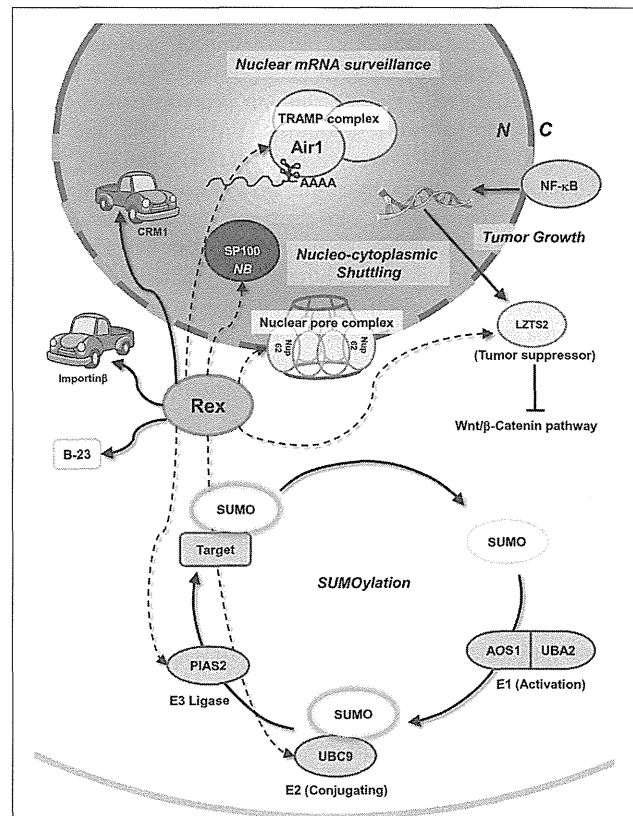 Nuclear mRNA surveillance
TRAMP complex
Air1
AAAA
N C
NF-κB
CRM1
SP100
NB
Nucleo-cytoplasmic
Shuttling
Tumor Growth
Nuclear pore complex
Nup
62
Nup
62
LZTS2
(Tumor suppressor)
Importinβ
Rex
B-23
Wnt/β-Catenin pathway
SUMO
Target
SUMO
SUMOylation
PIAS2
E3 Ligase
AOS1 UBA2
E1 (Activation)
SUMO
UBC9
E2 (Conjugating)